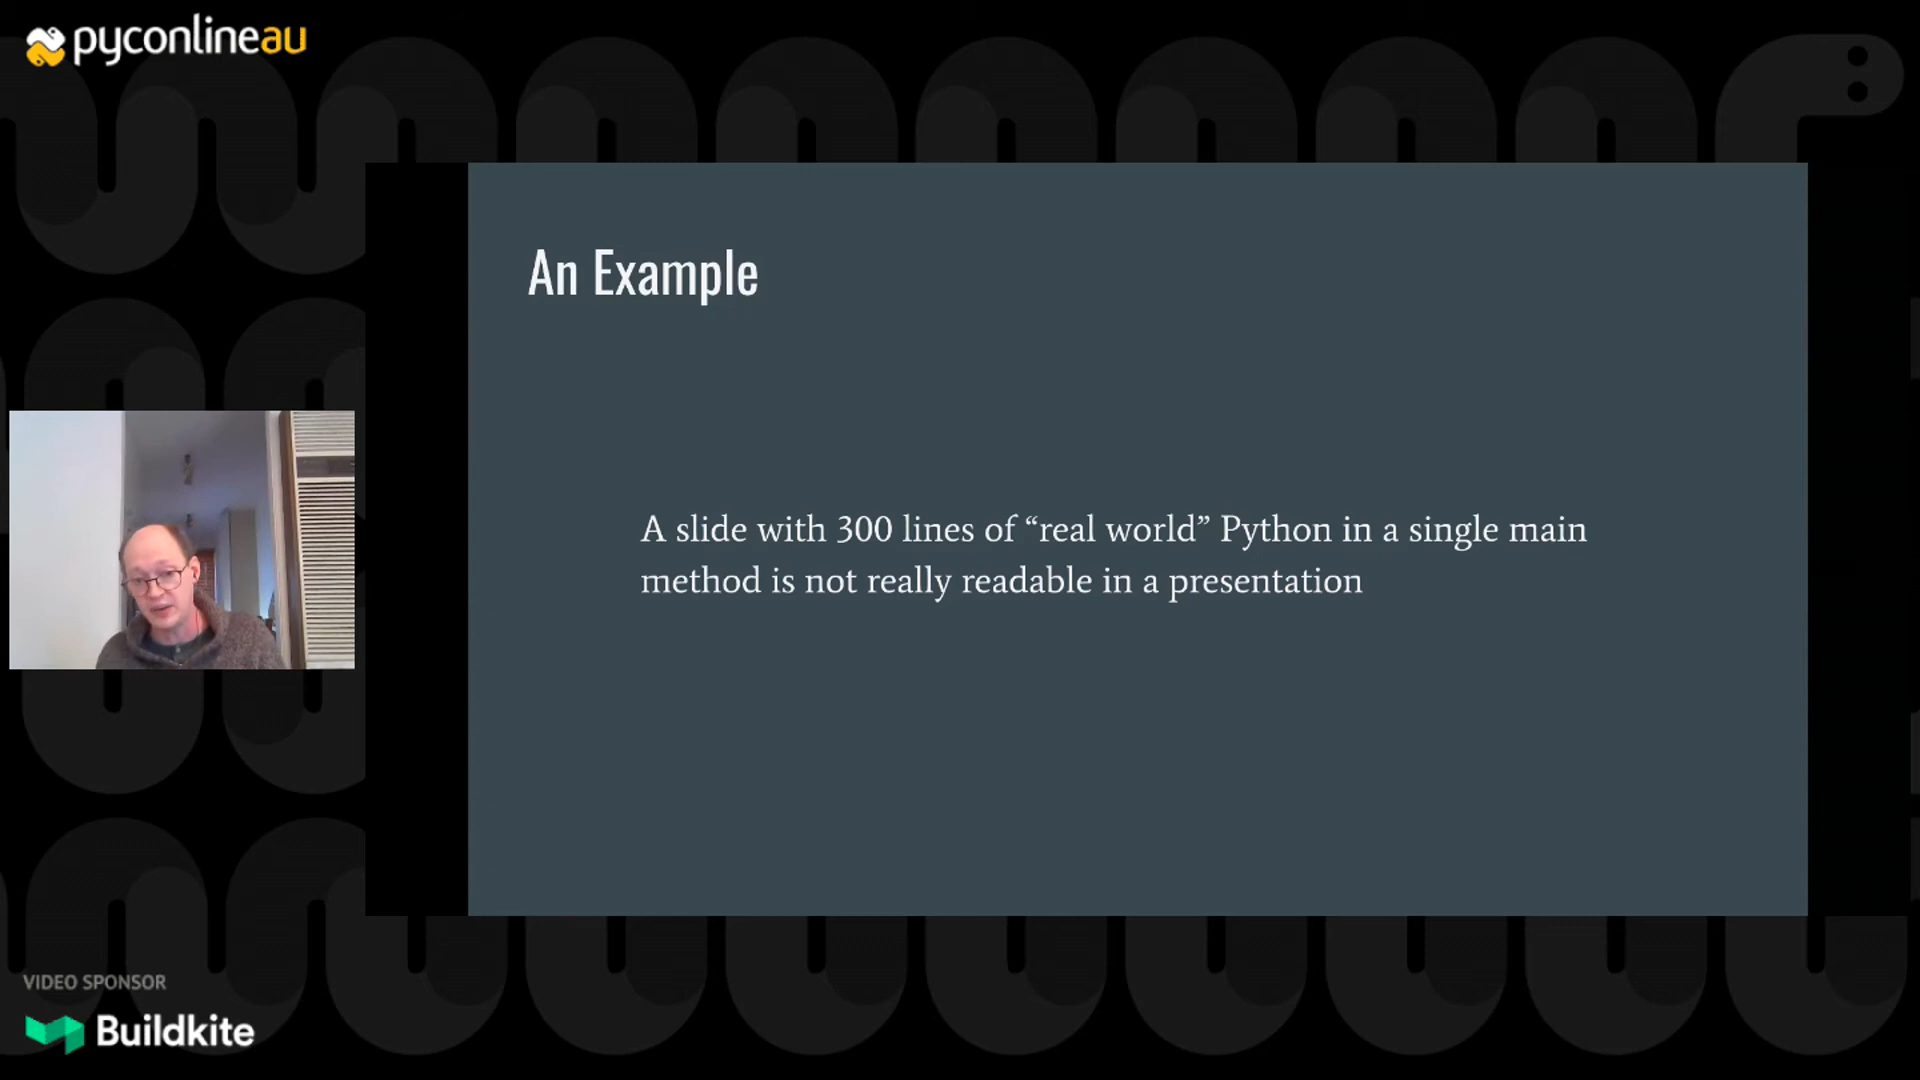 pyconlineau
An Example
A slide with 300 lines of “real world” Python in a single main
method is not really readable in a presentation
VIDEO SPONSOR
Buildkite